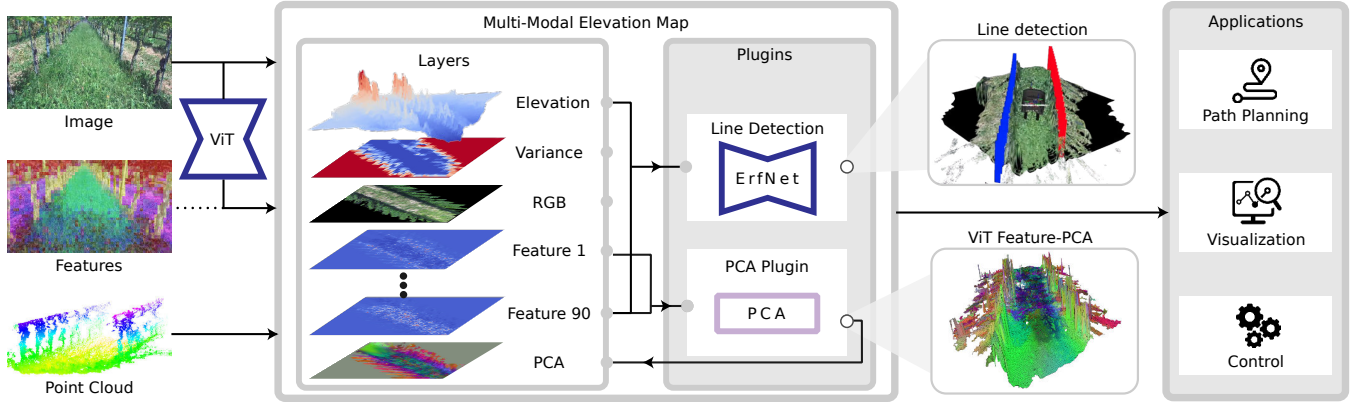 Multi-Modal Elevation Map
Image
ViT
Features
Point Cloud
Layers
Elevation
Variance
RGB
Feature 1
Feature 90
PCA
Plugins
Line Detection
ErfNet
PCA Plugin
PCA
Line detection
ViT Feature-PCA
Applications
Path Planning
Visualization
Control